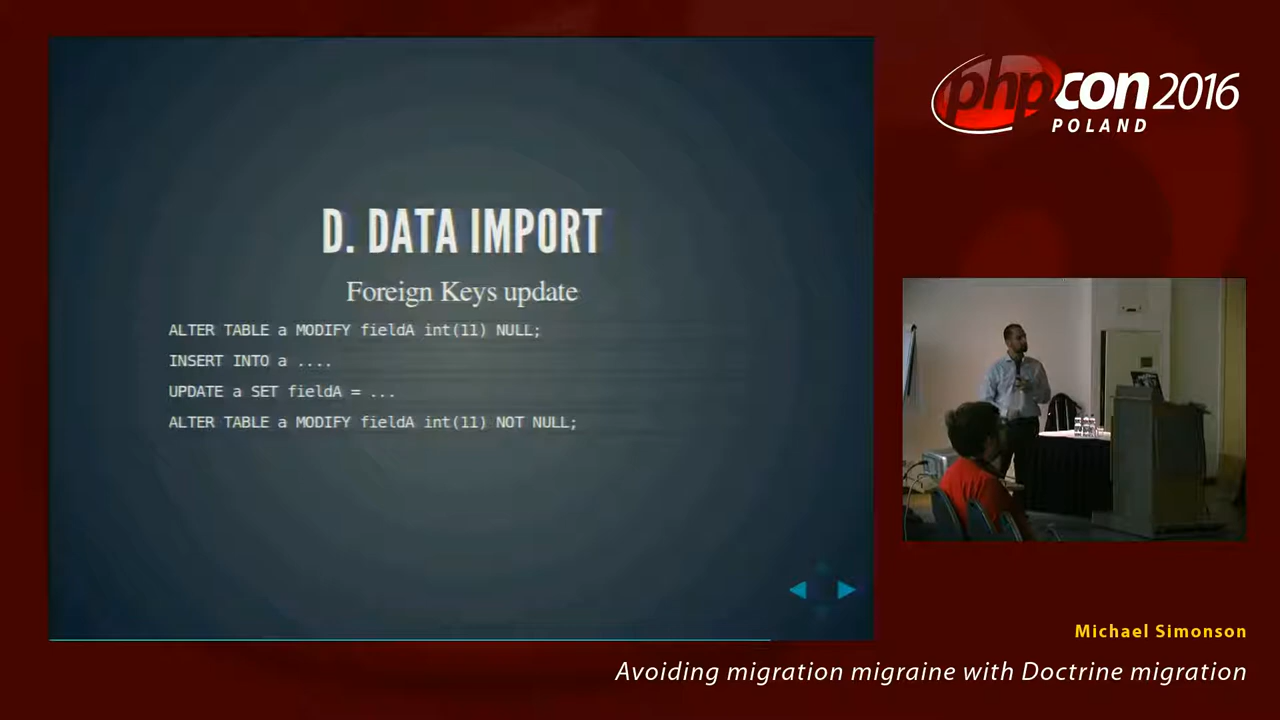 D. DATA IMPORT
Foreign Keys update
ALTER TABLE a MODIFY fieldA int(11) NULL;
INSERT INTO a ....
UPDATE a SET fieldA = ...
ALTER TABLE a MODIFY fieldA int(11) NOT NULL;
phpcon 2016
POLAND
Michael Simonson
Avoiding migration migraine with Doctrine migration